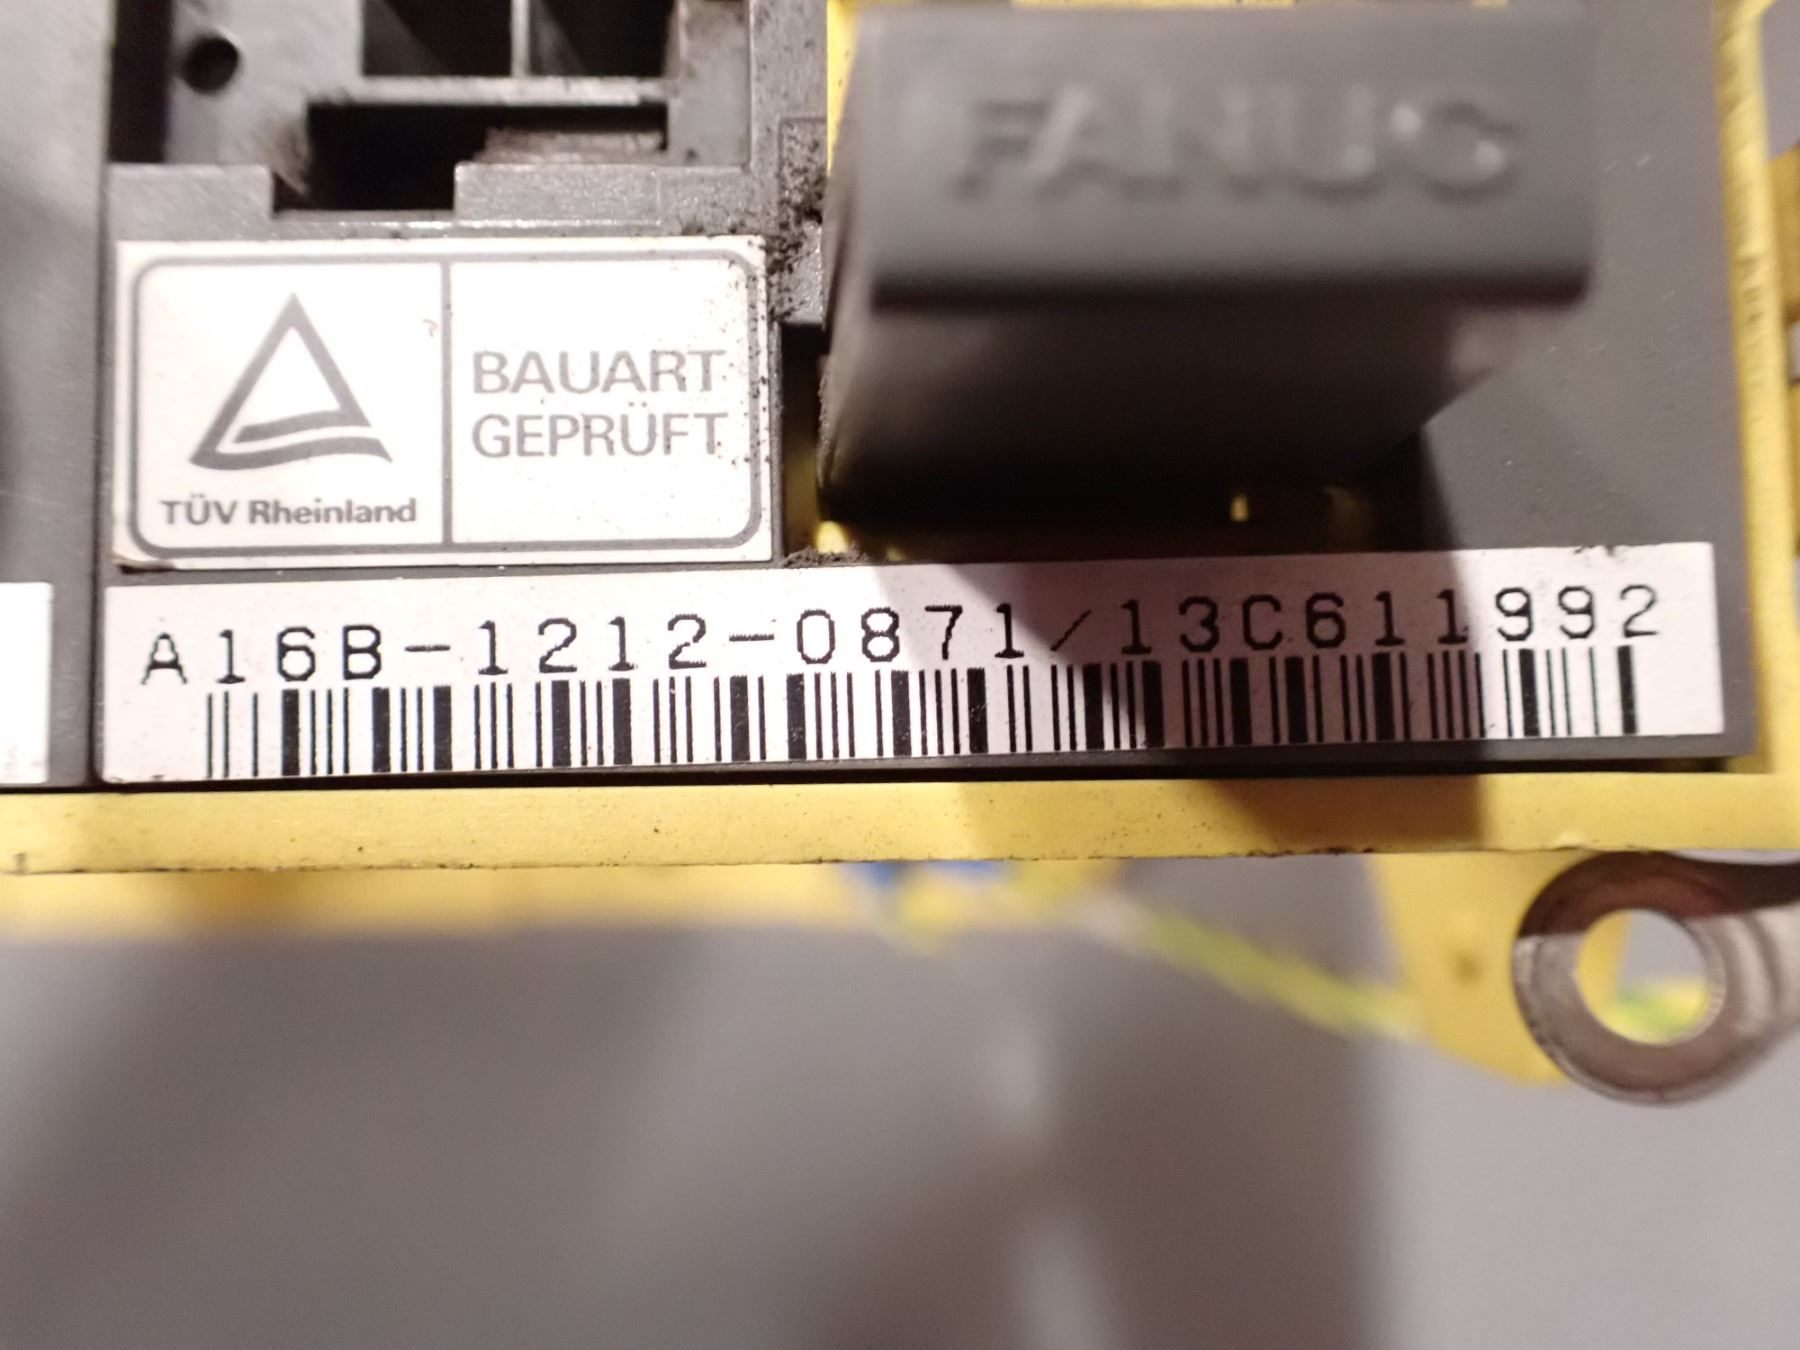 FANUC
BAUART
GEPRÜFT
TÜV Rheinland
A16B-1212-0871/13C611992